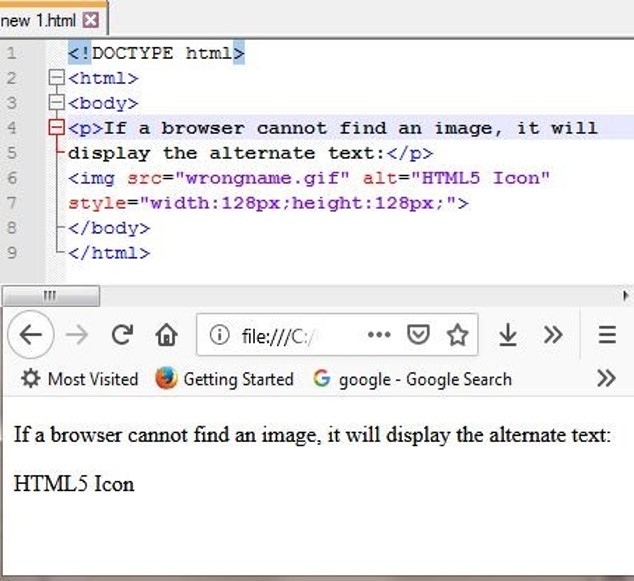 new 1.html
1 <!DOCTYPE html>
2 <html>
3 <body>
4 <p>If a browser cannot find an image, it will
5 display the alternate text:</p>
6 <img src="wrongname.gif" alt="HTML5 Icon"
7 style="width:128px;height:128px;">
8 </body>
9 </html>
file:///C:/
Most Visited Getting Started google - Google Search
If a browser cannot find an image, it will display the alternate text:
HTML5 Icon